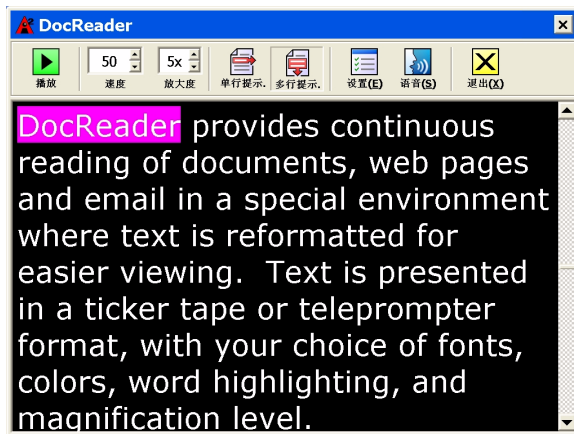 DocReader
50
5x
播放
速度
放大度
单行提示.
多行提示.
设置(E)
语音(S)
退出(X)
DocReader provides continuous
reading of documents, web pages
and email in a special environment
where text is reformatted for
easier viewing.  Text is presented
in a ticker tape or teleprompter
format, with your choice of fonts,
colors, word highlighting, and
magnification level.